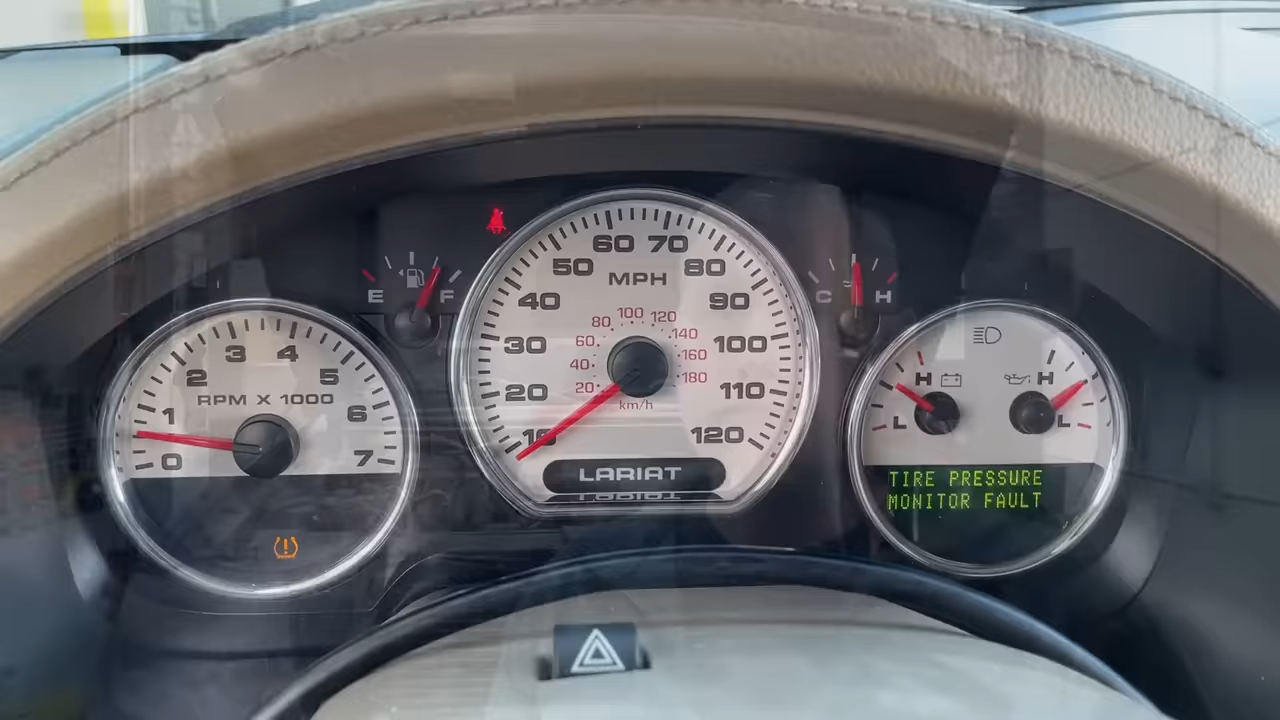 E F
C H
60 70
50 80
MPH
40 90
30 100
20 110
10 120
100
80 120
60 140
40 160
20 180
km/h
LARIAT
3 4
2 5
RPM X 1000
1 6
0 7
H H
L L
TIRE PRESSURE
MONITOR FAULT